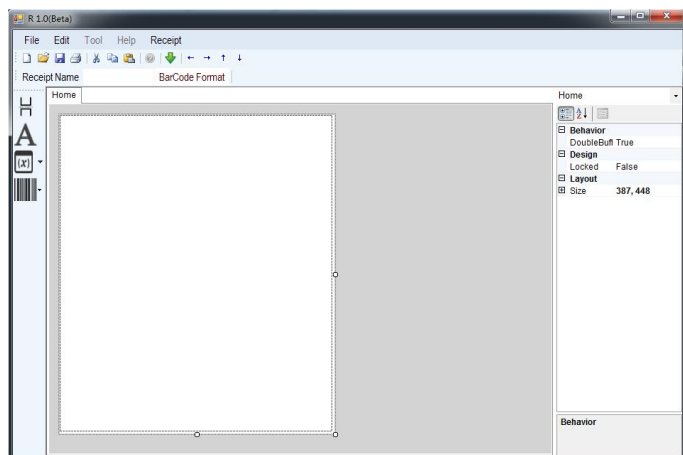 R 1.0(Beta)
File Edit Tool Help Receipt
Receipt Name BarCode Format
Home
A
(x)
Home
Behavior
DoubleBuff True
Design
Locked False
Layout
Size 387, 448
Behavior